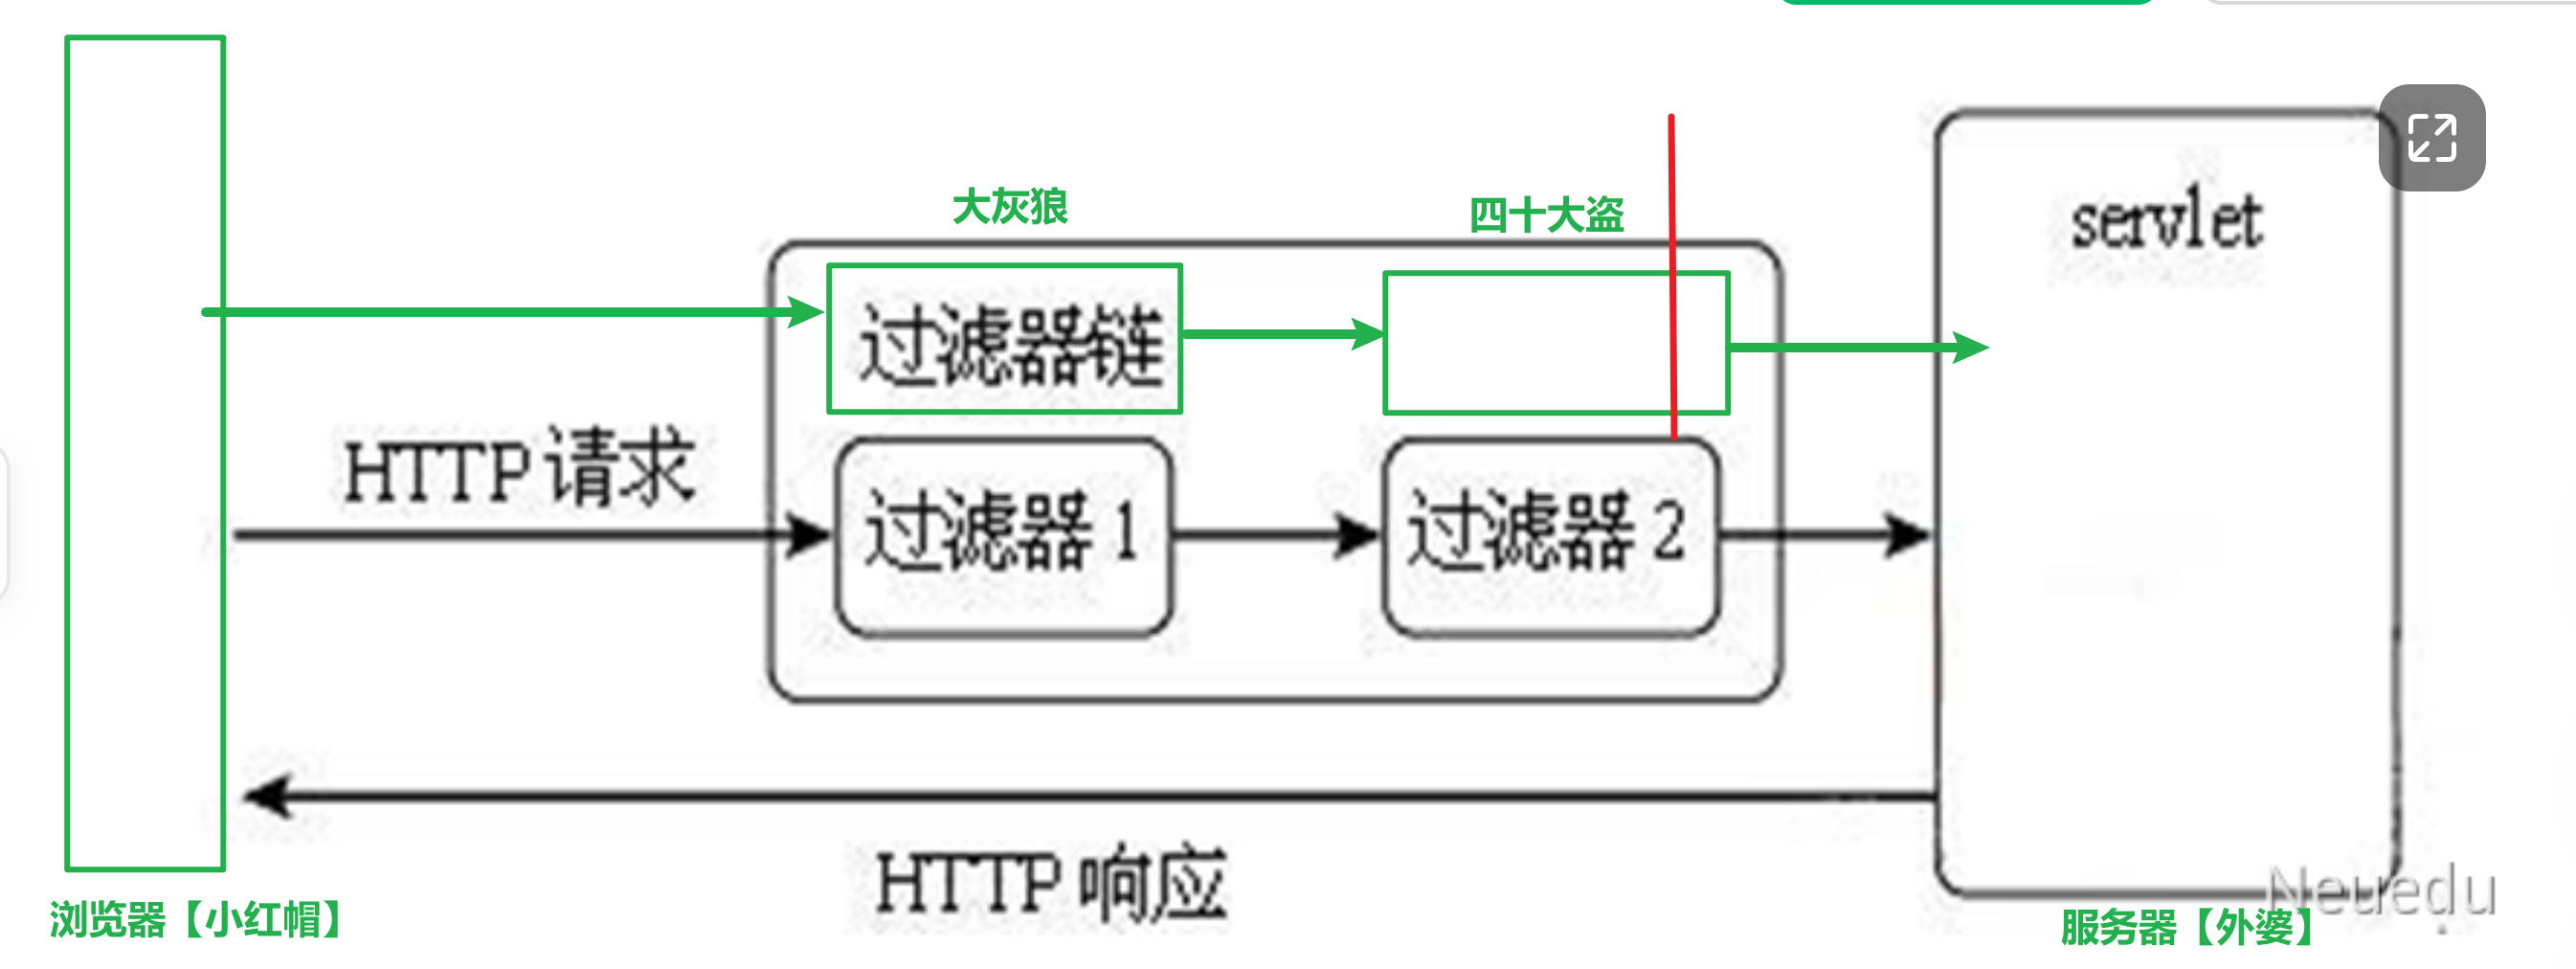 大灰狼
四十大盗
servlet
过滤器链
HTTP 请求
过滤器 1
过滤器 2
HTTP 响应
Neuedu
浏览器【小红帽】
服务器【外婆】